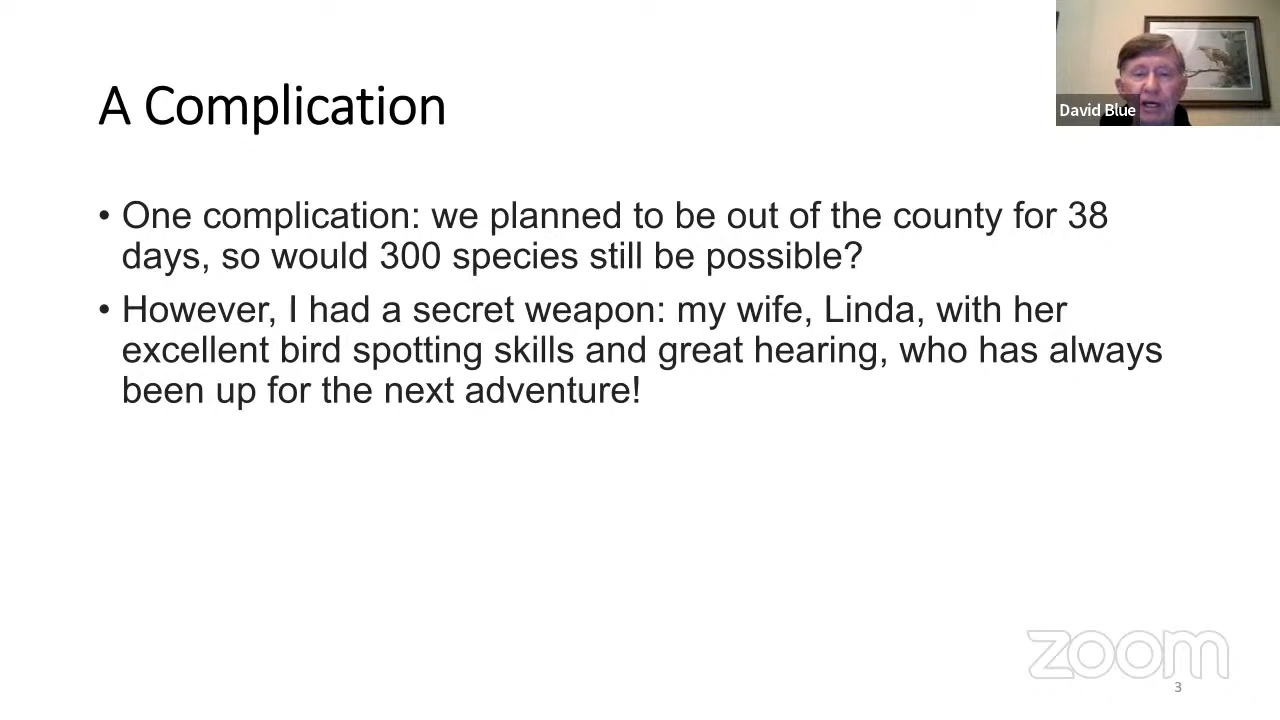 A Complication
David Blue
• One complication: we planned to be out of the county for 38
days, so would 300 species still be possible?
• However, I had a secret weapon: my wife, Linda, with her
excellent bird spotting skills and great hearing, who has always
been up for the next adventure!
zoom
3